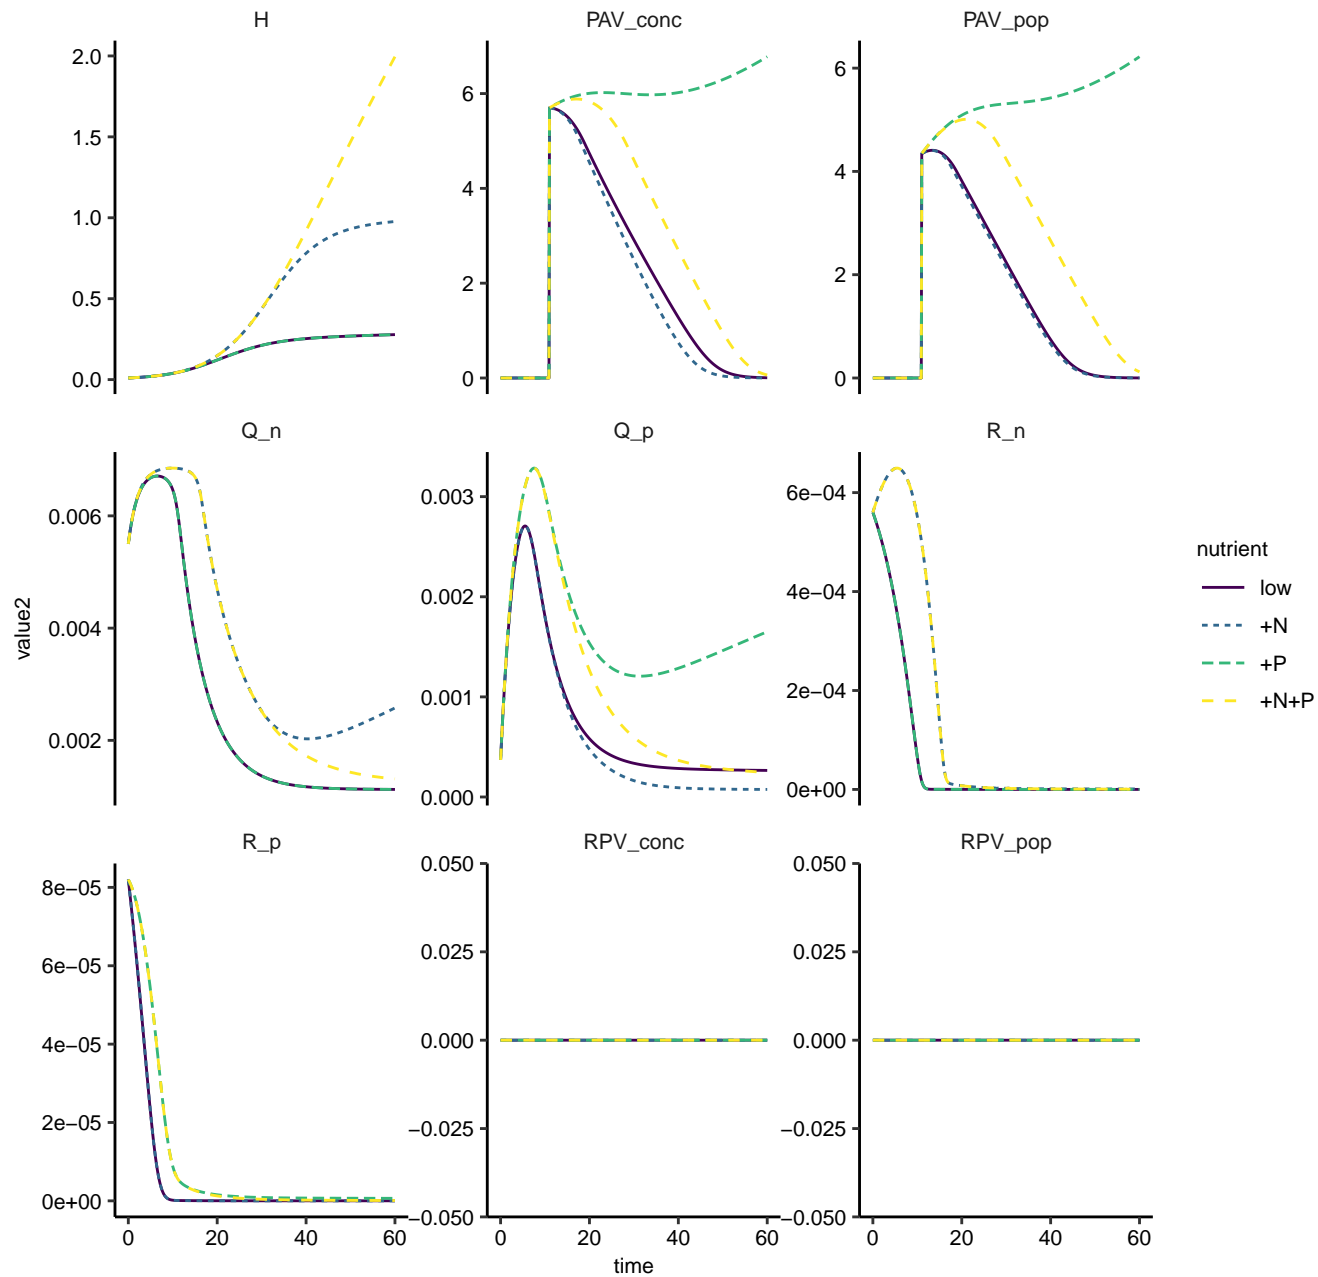 H
PAV_conc
PAV_pop
2.0
1.5
1.0
0.5
0.0
6
4
2
0
6
4
2
0
Q_n
Q_p
R_n
0.006
0.004
0.002
0.003
0.002
0.001
0.000
6e−04
4e−04
2e−04
0e+00
R_p
RPV_conc
RPV_pop
8e−05
6e−05
4e−05
2e−05
0e+00
0.050
0.025
0.000
−0.025
−0.050
0.050
0.025
0.000
−0.025
−0.050
0 20 40 60
0 20 40 60
0 20 40 60
time
value2
nutrient
low
+N
+P
+N+P